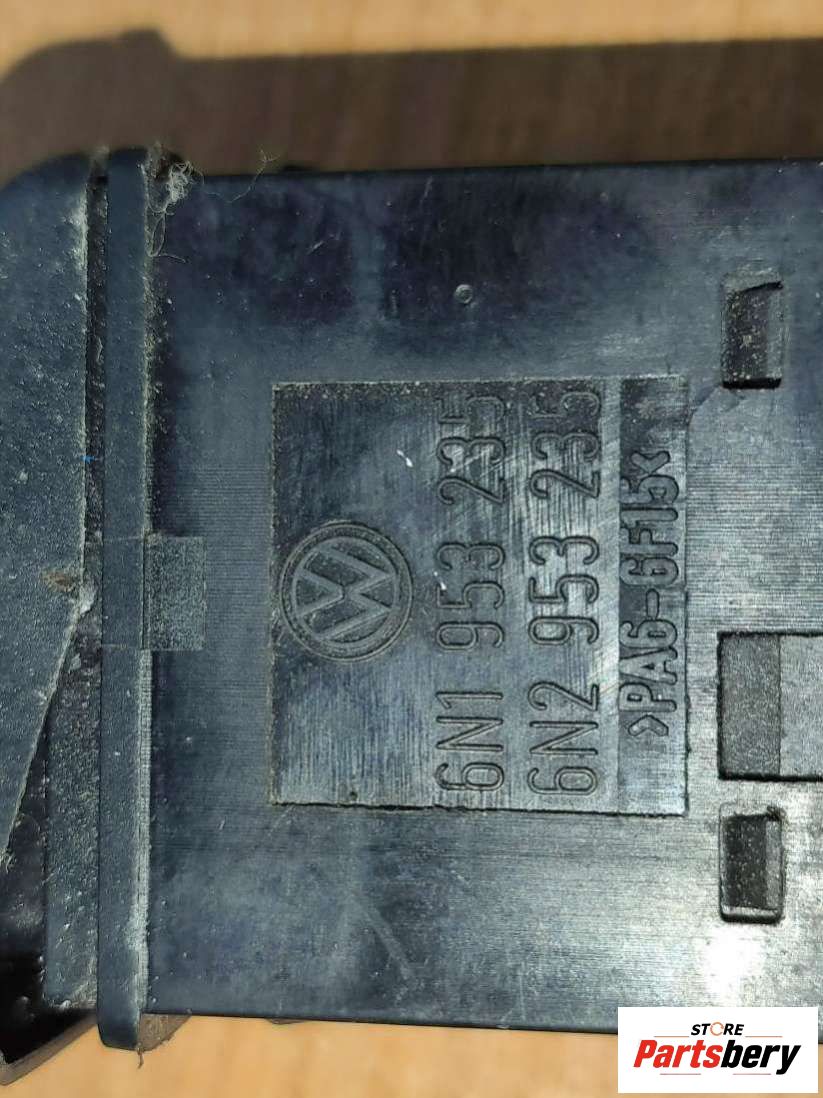 6N1 953 235
6N2 953 235
>PA6-GF15<
STORE
Partsbery